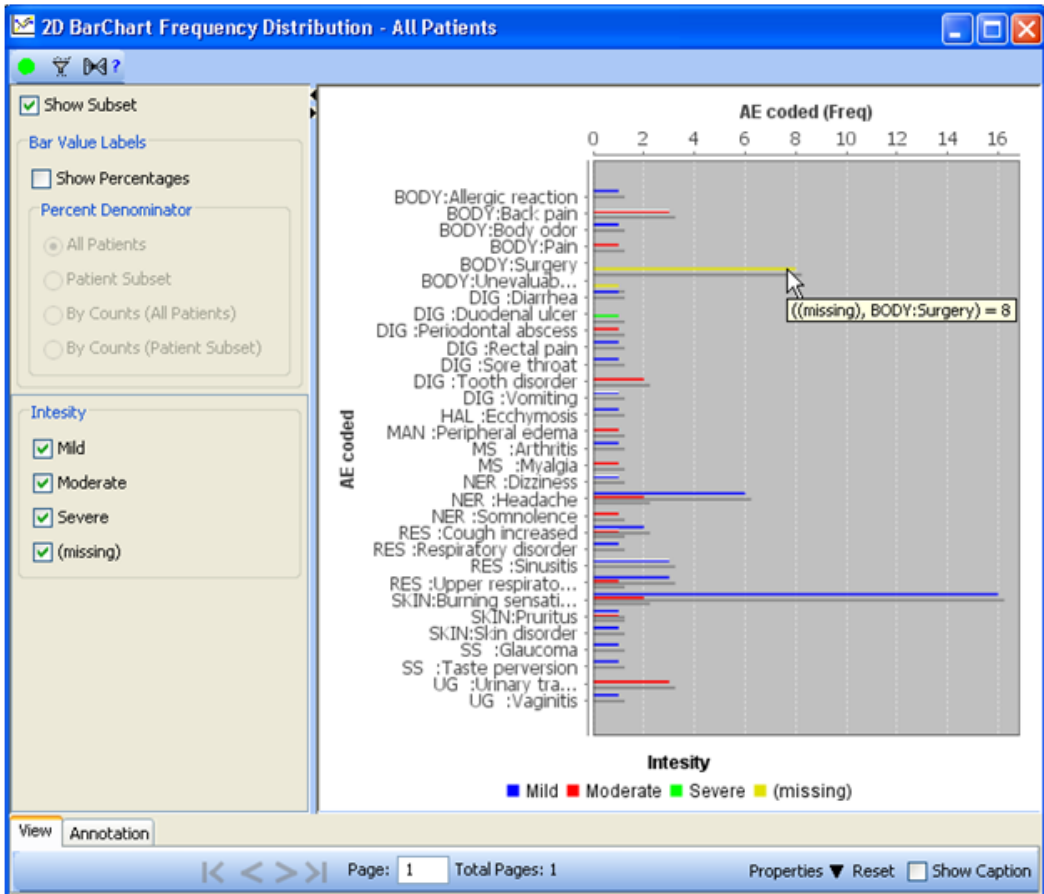 2D BarChart Frequency Distribution - All Patients
?
Show Subset
Bar Value Labels
Show Percentages
Percent Denominator
All Patients
Patient Subset
By Counts (All Patients)
By Counts (Patient Subset)
Intesity
Mild
Moderate
Severe
(missing)
AE coded (Freq)
0 2 4 6 8 10 12 14 16
AE coded
BODY:Allergic reaction
BODY:Back pain
BODY:Body odor
BODY:Pain
BODY:Surgery
BODY:Unevaluab...
DIG :Diarrhea
DIG :Duodenal ulcer
DIG :Periodontal abscess
DIG :Rectal pain
DIG :Sore throat
DIG :Tooth disorder
DIG :Vomiting
HAL :Ecchymosis
MAN :Peripheral edema
MS :Arthritis
MS :Myalgia
NER :Dizziness
NER :Headache
NER :Somnolence
RES :Cough increased
RES :Respiratory disorder
RES :Sinusitis
RES :Upper respirato...
SKIN:Burning sensati...
SKIN:Pruritus
SKIN:Skin disorder
SS :Glaucoma
SS :Taste perversion
UG :Urinary tra...
UG :Vaginitis
((missing), BODY:Surgery) = 8
Intesity
Mild Moderate Severe (missing)
View Annotation
Page: 1 Total Pages: 1 Properties ▼ Reset Show Caption